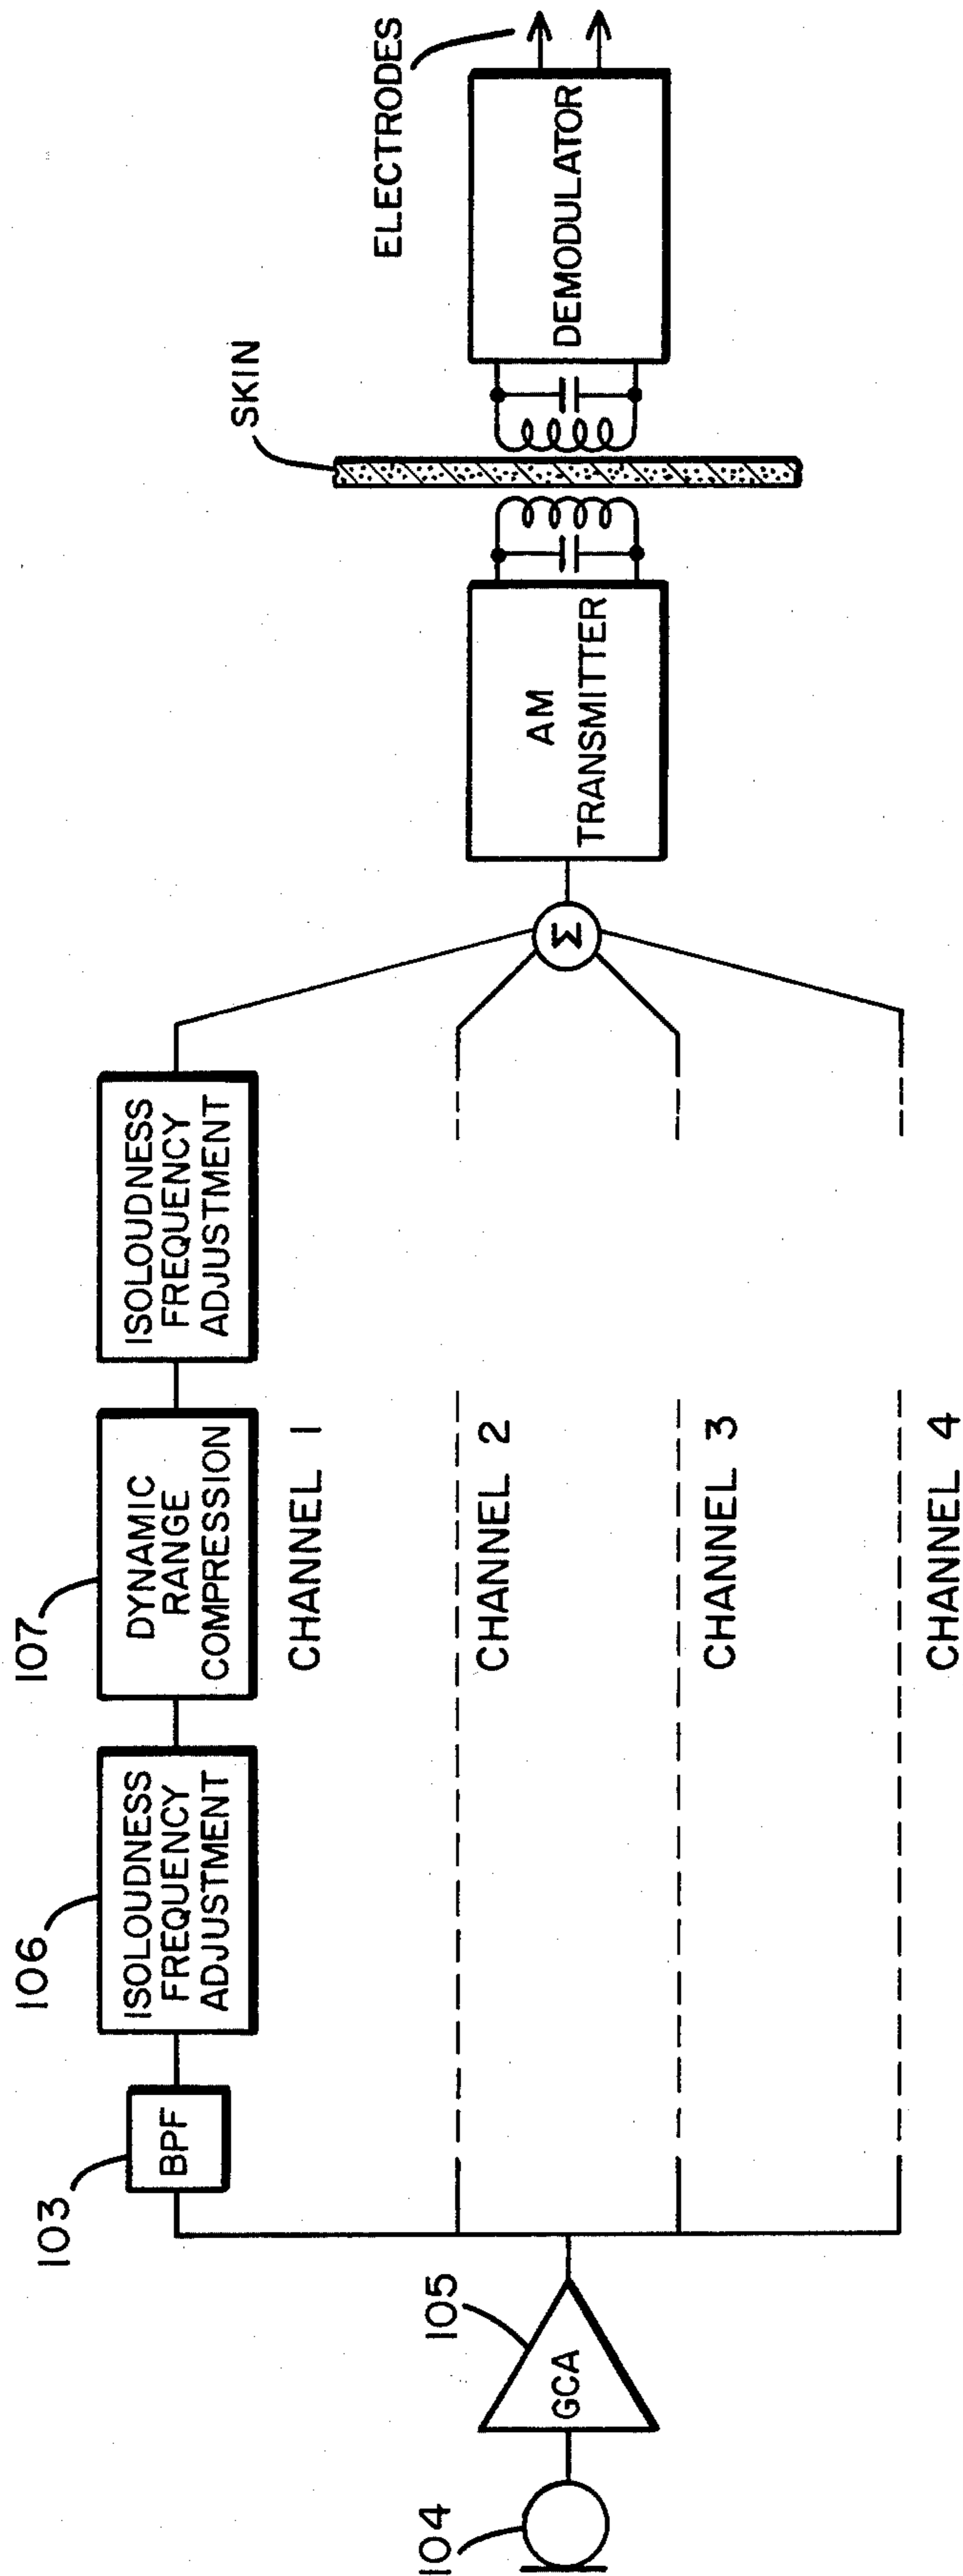 104
105
GCA
103
BPF
106
ISOLOUDNESS
FREQUENCY
ADJUSTMENT
107
DYNAMIC
RANGE
COMPRESSION
ISOLOUDNESS
FREQUENCY
ADJUSTMENT
CHANNEL 1
CHANNEL 2
CHANNEL 3
CHANNEL 4
Σ
AM
TRANSMITTER
SKIN
DEMODULATOR
ELECTRODES